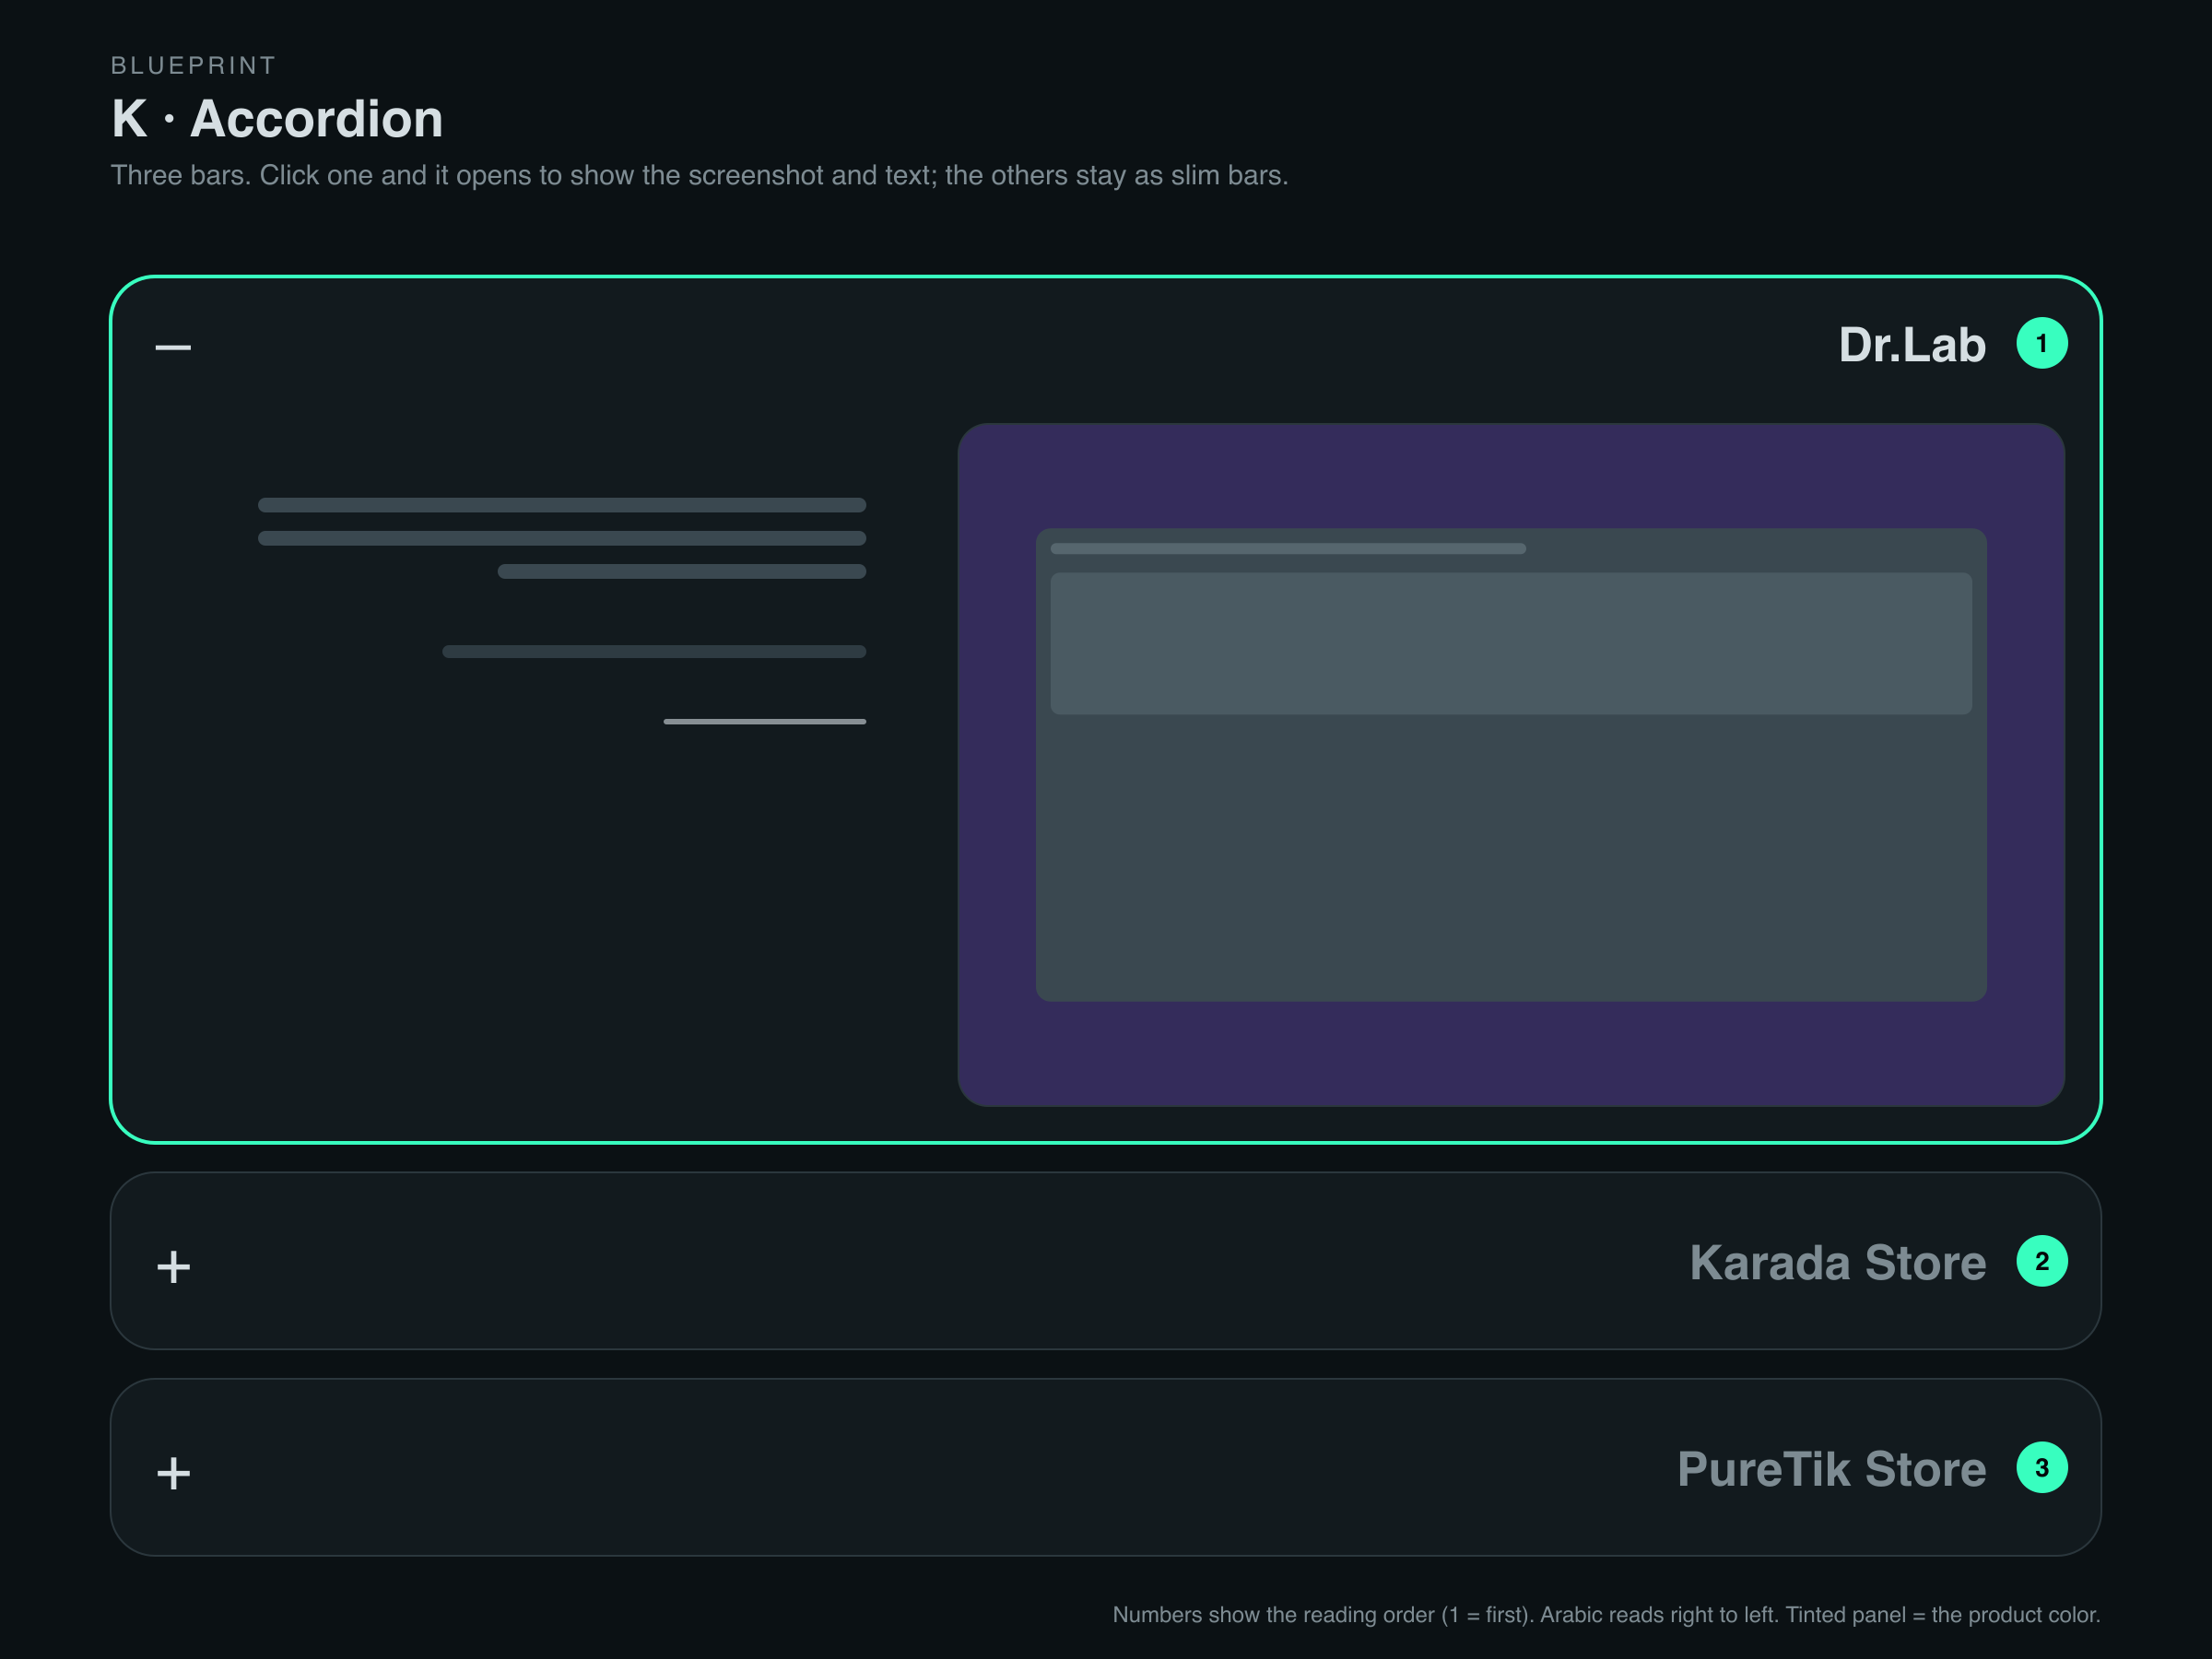 BLUEPRINT
K · Accordion
Three bars. Click one and it opens to show the screenshot and text; the others stay as slim bars.
Dr.Lab 1
Karada Store 2
PureTik Store 3
Numbers show the reading order (1 = first). Arabic reads right to left. Tinted panel = the product color.